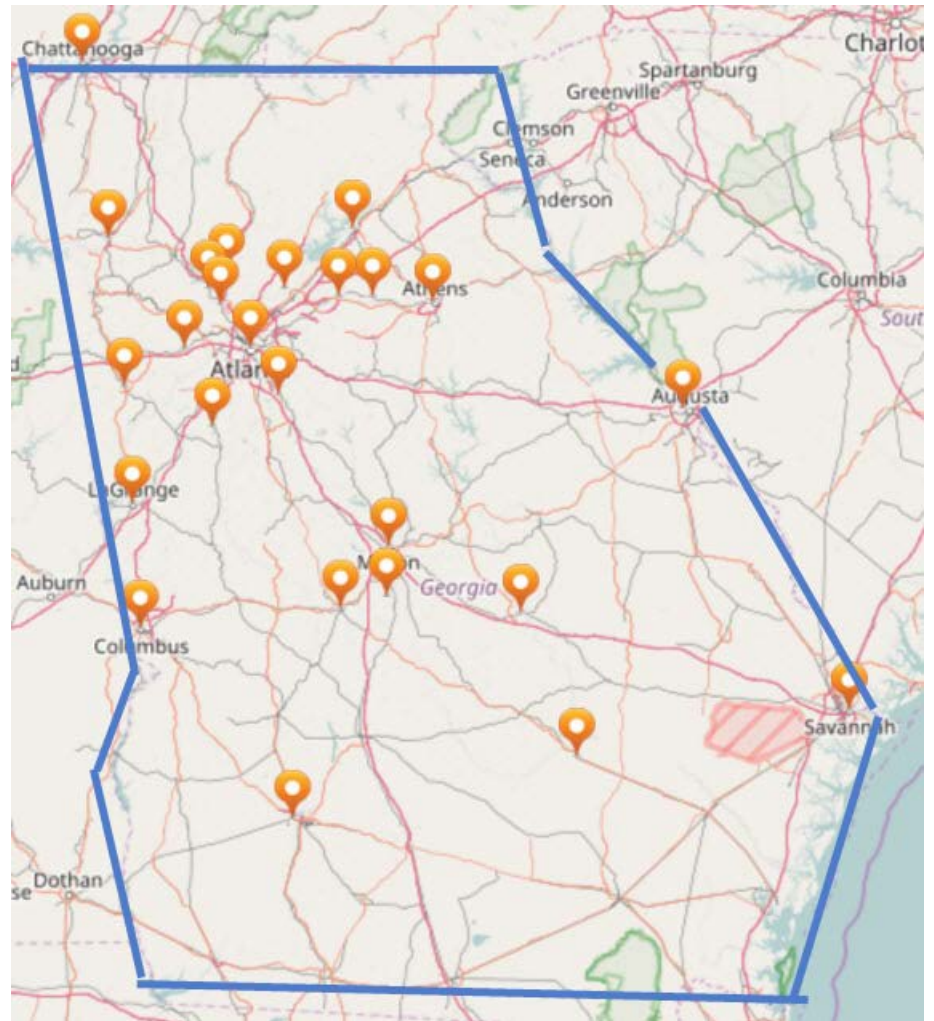 Chattanooga
Charlot
Spartanburg
Greenville
Clemson
Seneca
Anderson
Columbia
Athens
Sout
Atlan
Augusta
LaGrange
Macon
Auburn
Georgia
Columbus
Savannah
Dothan
se
d